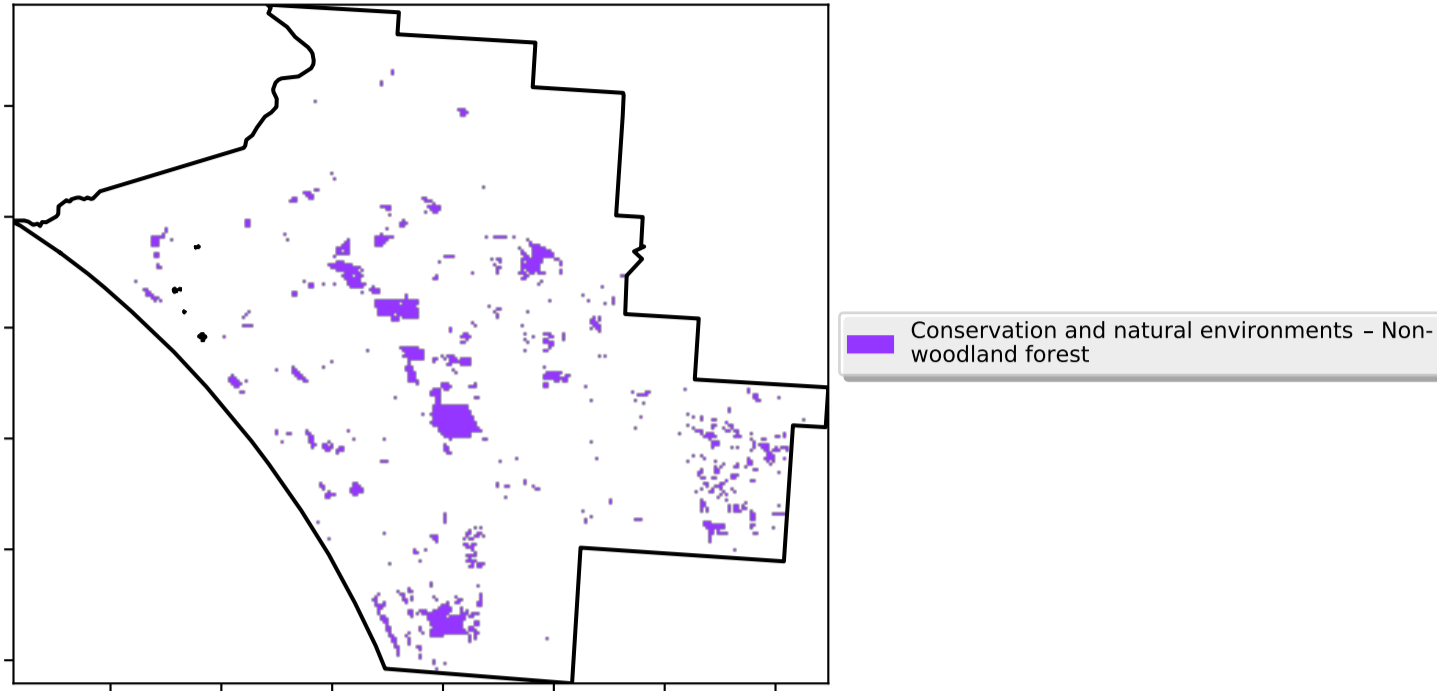 Conservation and natural environments – Non-
woodland forest